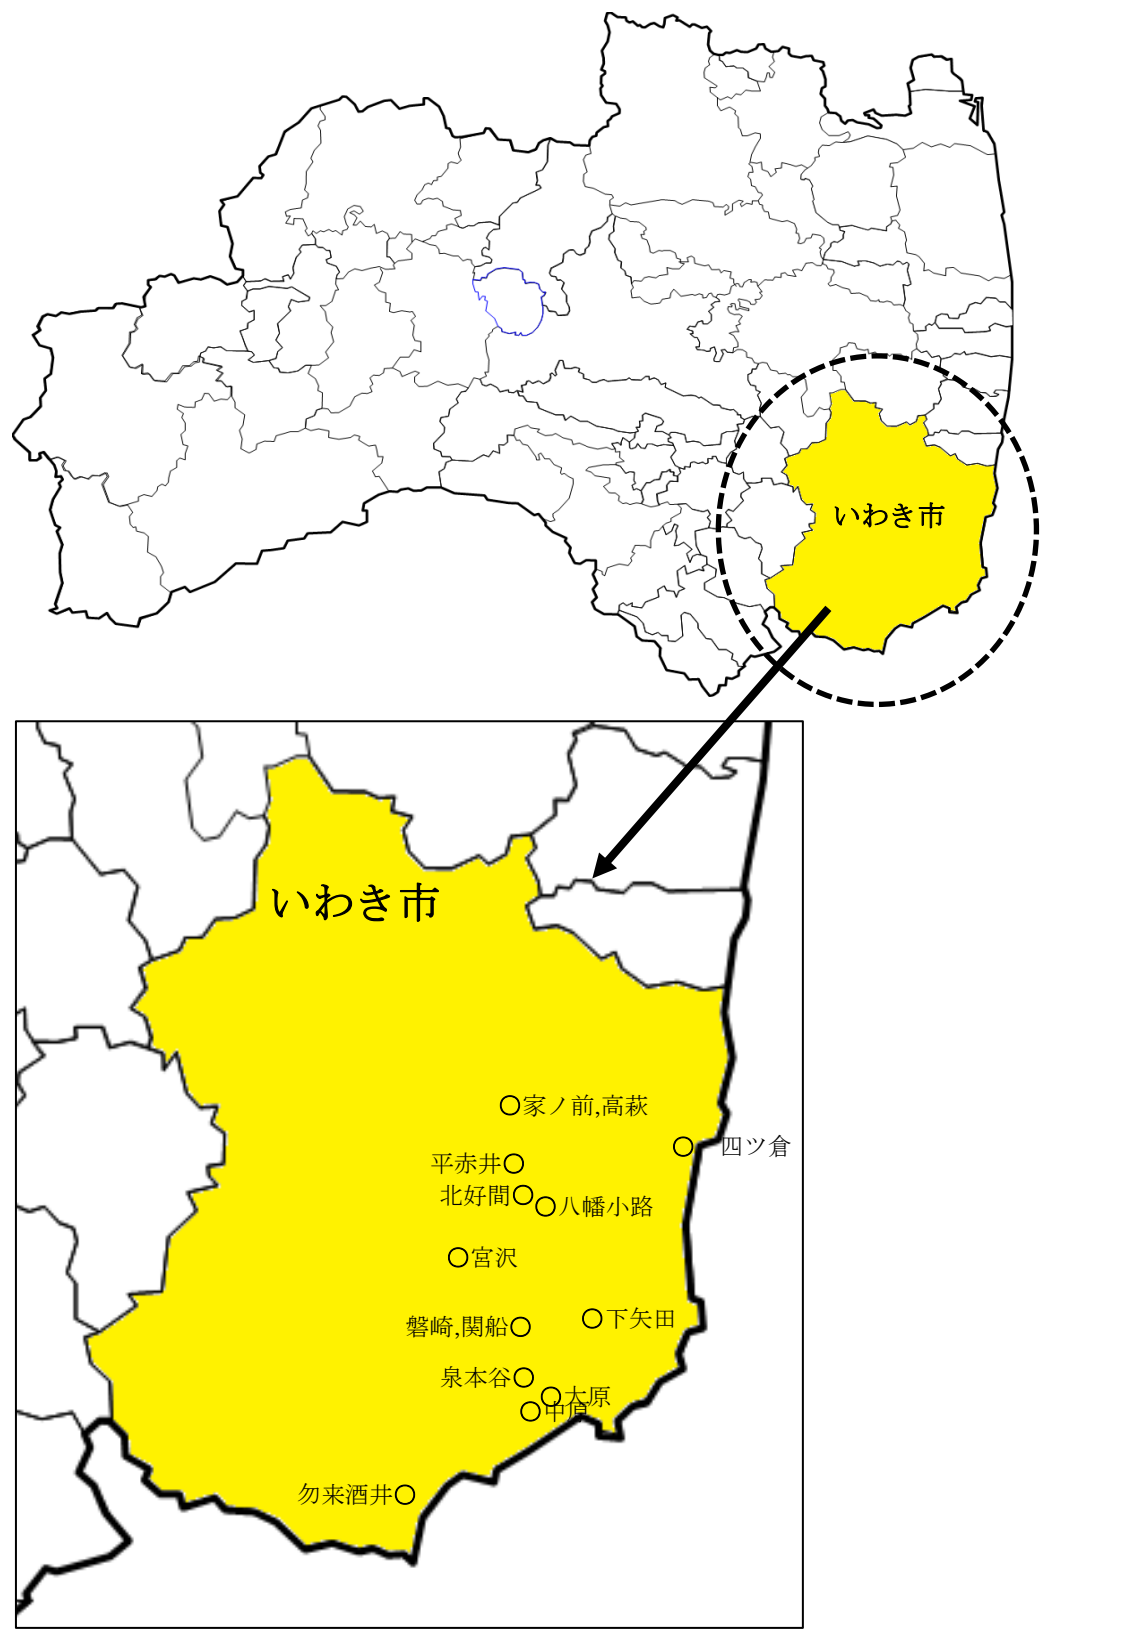 いわき市
いわき市
家ノ前,高萩
四ツ倉
平赤井
北好間
八幡小路
宮沢
下矢田
磐崎,関船
泉本谷
大原
中原
勿来酒井